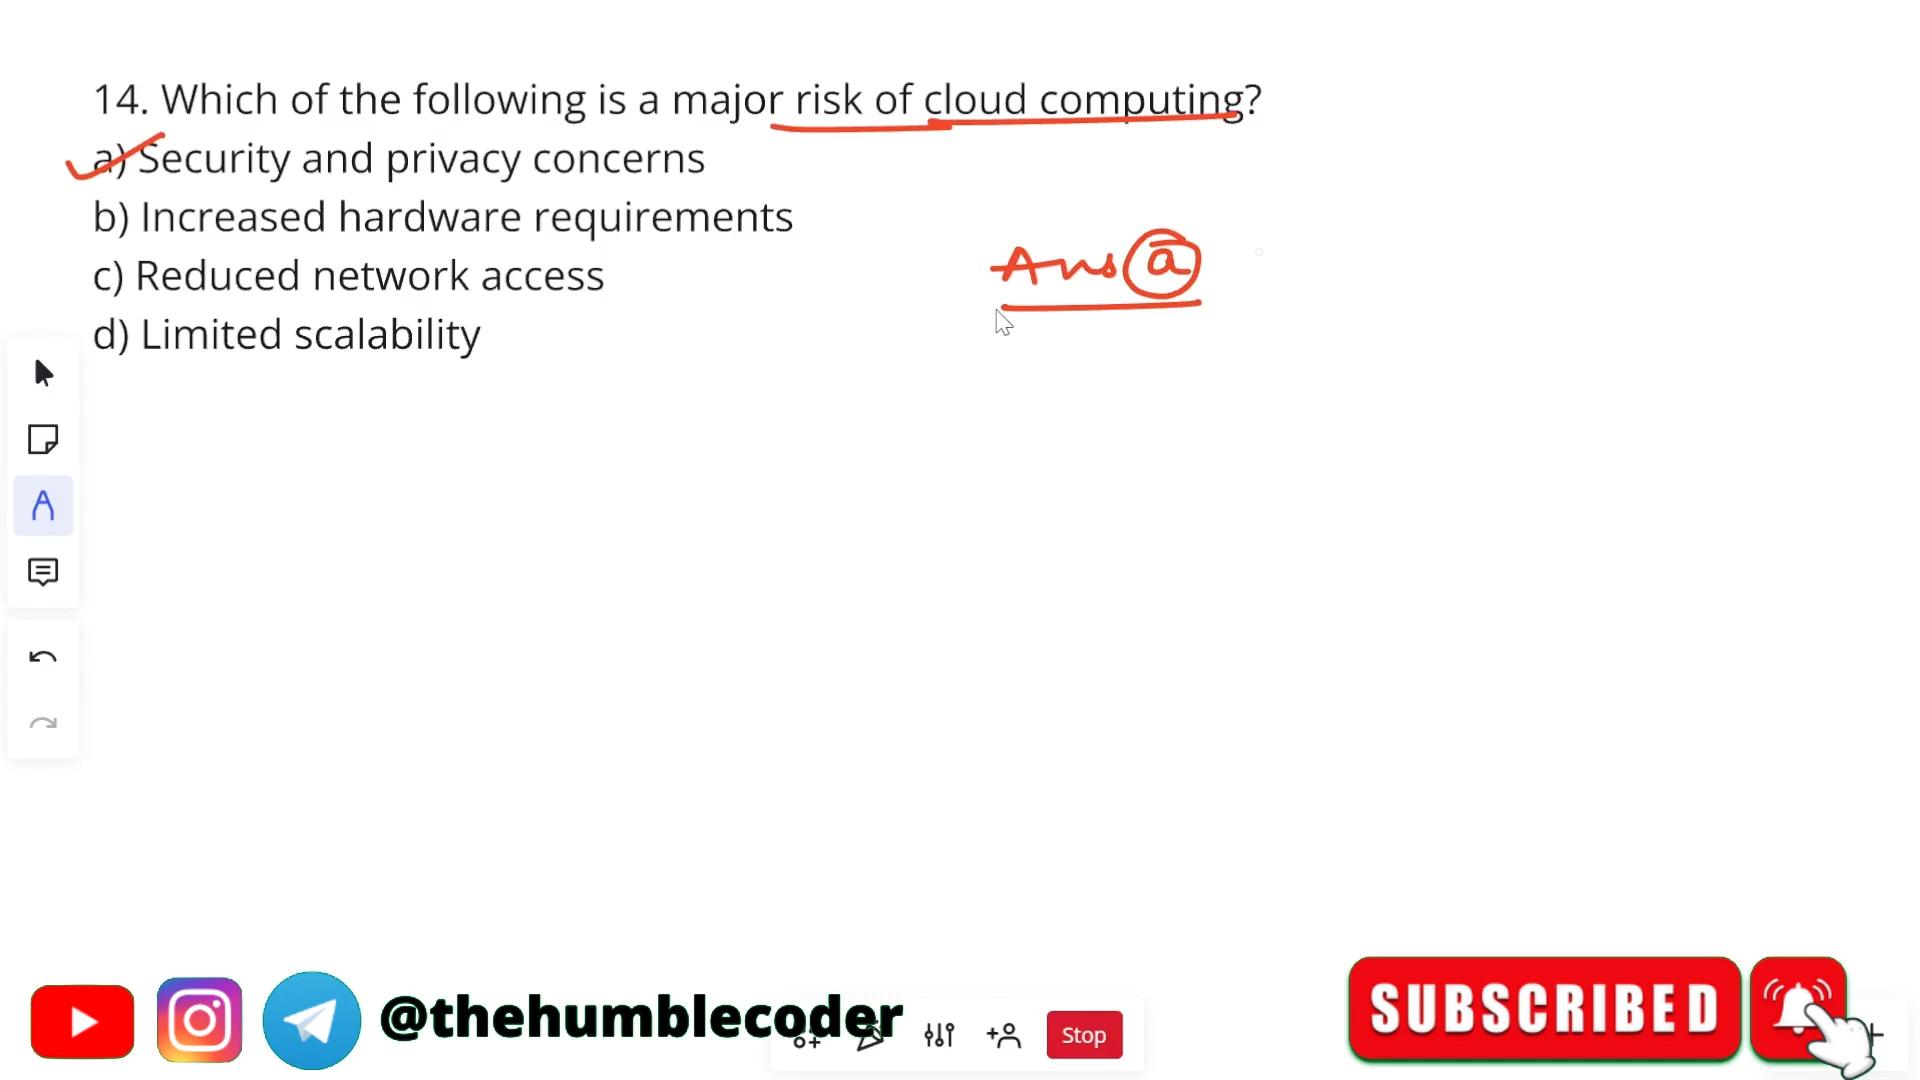 14. Which of the following is a major risk of cloud computing?
a) Security and privacy concerns
b) Increased hardware requirements
Ans a
c) Reduced network access
d) Limited scalability
A
@thehumblecoder
Stop
SUBSCRIBED